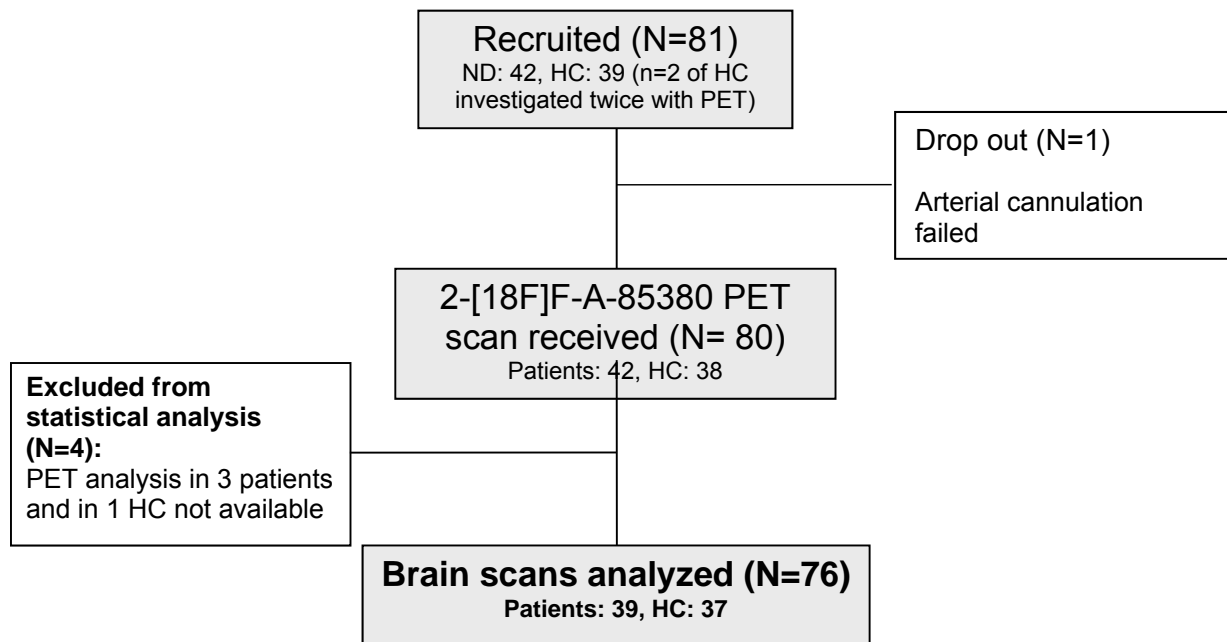 Recruited (N=81)
ND: 42, HC: 39 (n=2 of HC
investigated twice with PET)
Drop out (N=1)
Arterial cannulation
failed
2-[18F]F-A-85380 PET
scan received (N= 80)
Patients: 42, HC: 38
Excluded from
statistical analysis
(N=4):
PET analysis in 3 patients
and in 1 HC not available
Brain scans analyzed (N=76)
Patients: 39, HC: 37